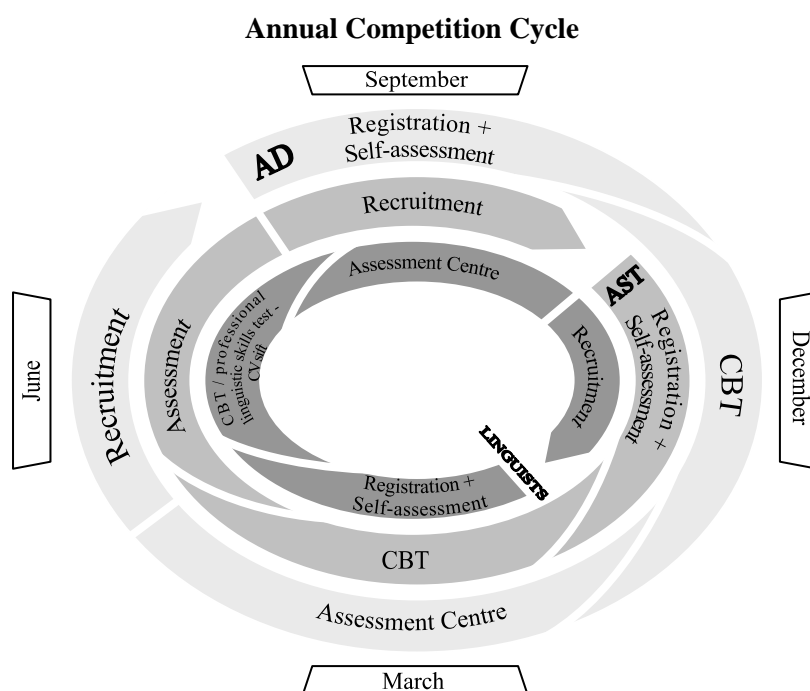 Annual Competition Cycle
September
AD
Registration +
Self-assessment
Recruitment
Assessment Centre
AST
Registration +
Self-assessment
CBT
December
Recruitment
LINGUISTS
Registration +
Self-assessment
CBT / professional
linguistic skills test -
CV sift
Assessment
Recruitment
June
CBT
Assessment Centre
March